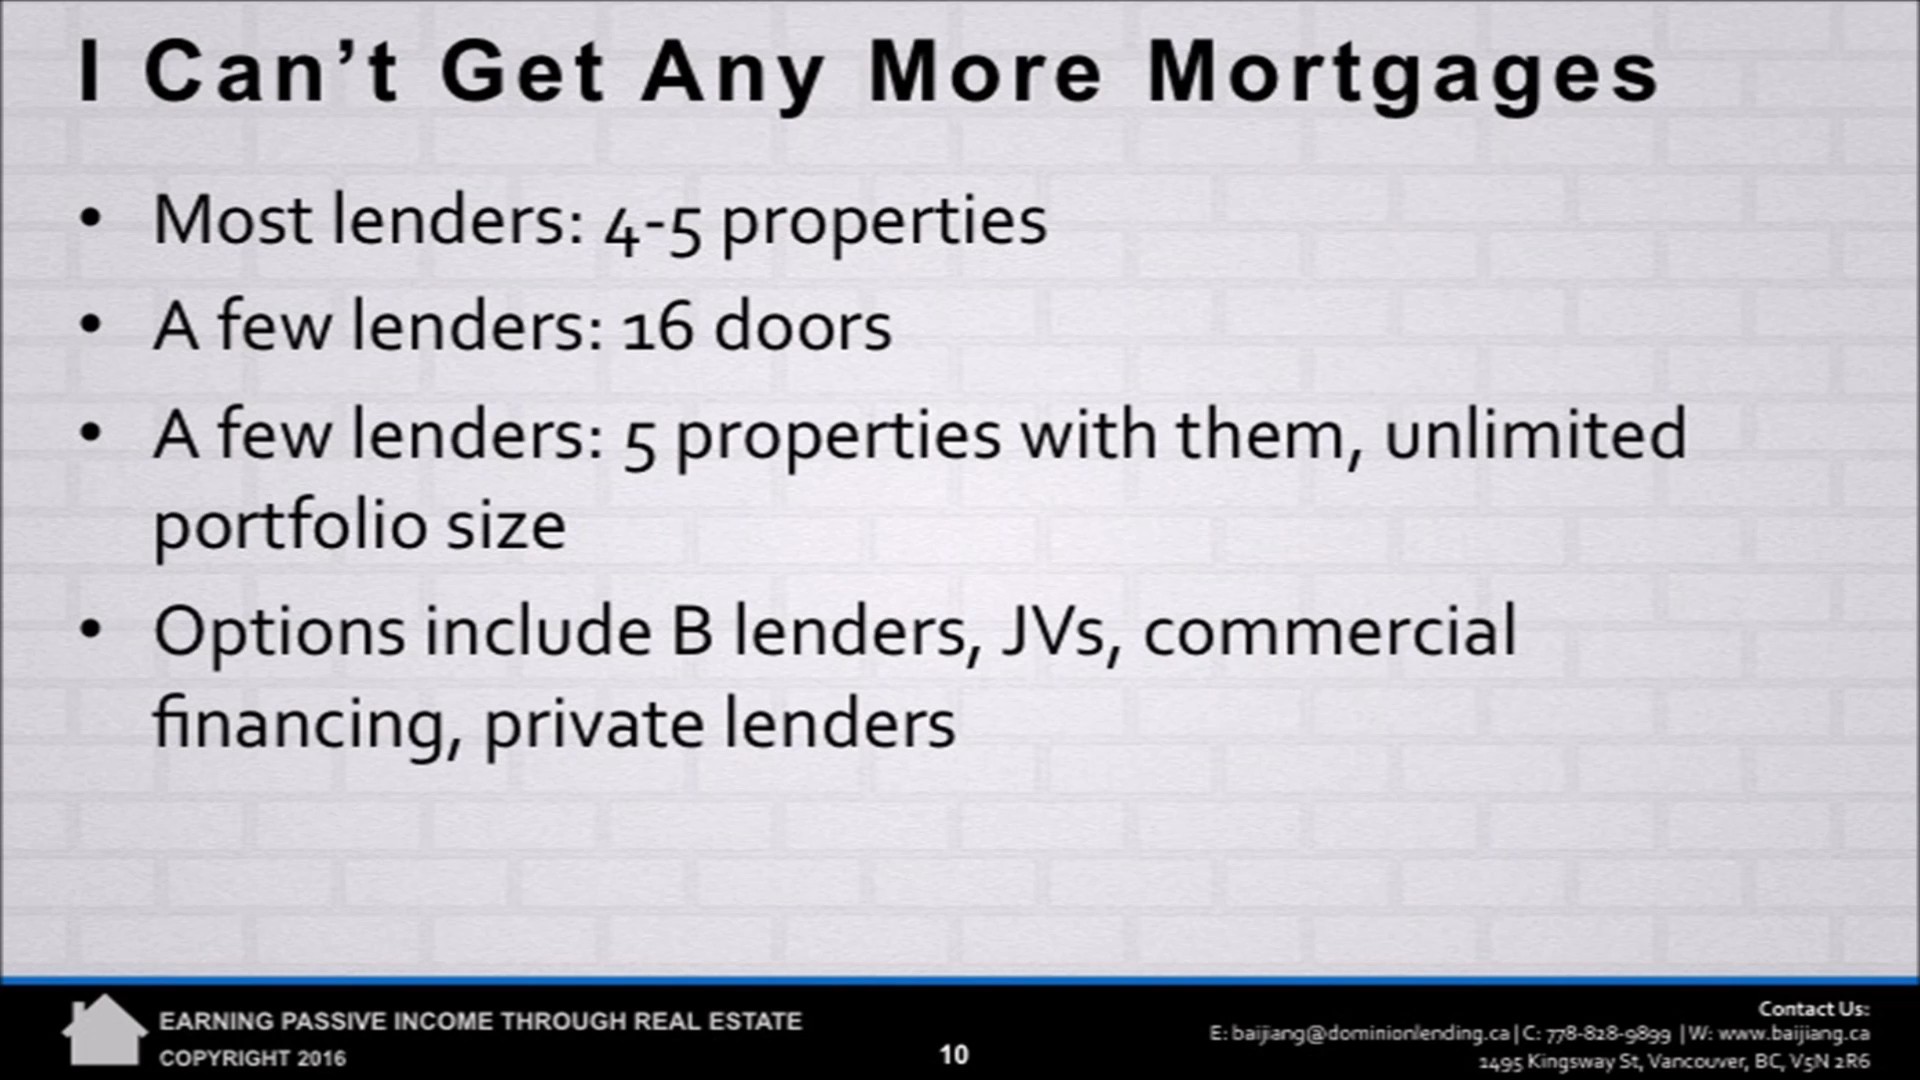 I Can’t Get Any More Mortgages
• Most lenders: 4-5 properties
• A few lenders: 16 doors
• A few lenders: 5 properties with them, unlimited
portfolio size
• Options include B lenders, JVs, commercial
financing, private lenders
EARNING PASSIVE INCOME THROUGH REAL ESTATE
COPYRIGHT 2016
10
Contact Us:
E: baijiang@dominionlending.ca | C: 778-828-9899 | W: www.baijiang.ca
1495 Kingsway St, Vancouver, BC, V5N 2R6